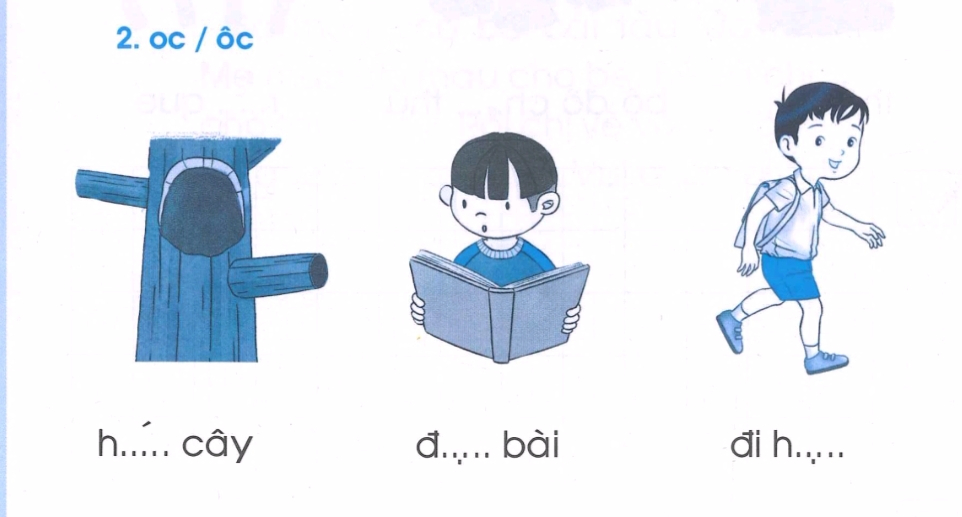 2. oc / ôc
h..´... cây
đ.ِ... bài
đi h.ِ...